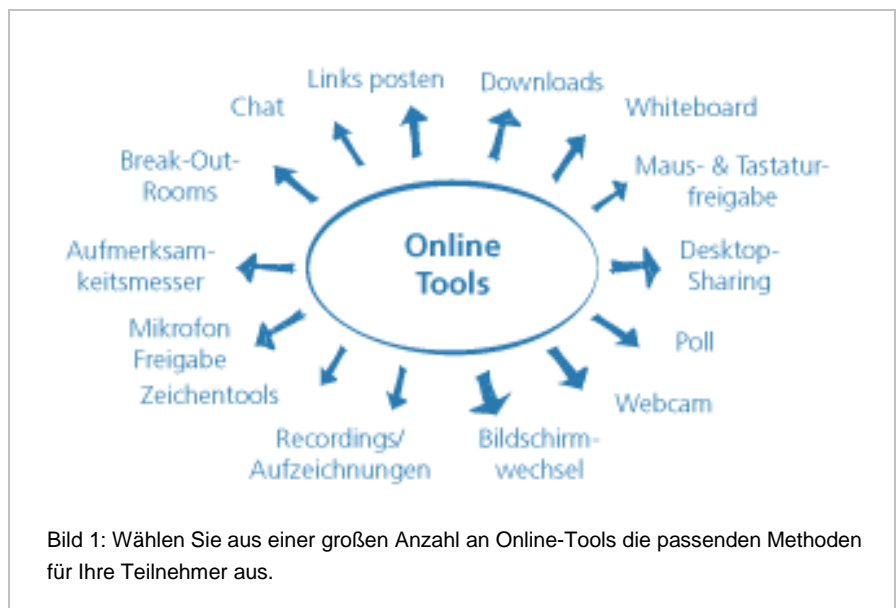 Links posten
Downloads
Chat
Whiteboard
Break-Out-
Rooms
Maus- & Tastatur-
freigabe
Aufmerksam-
keitsmesser
Online
Tools
Desktop-
Sharing
Mikrofon
Freigabe
Poll
Zeichentools
Webcam
Recordings/
Aufzeichnungen
Bildschirm-
wechsel
Bild 1: Wählen Sie aus einer großen Anzahl an Online-Tools die passenden Methoden
für Ihre Teilnehmer aus.